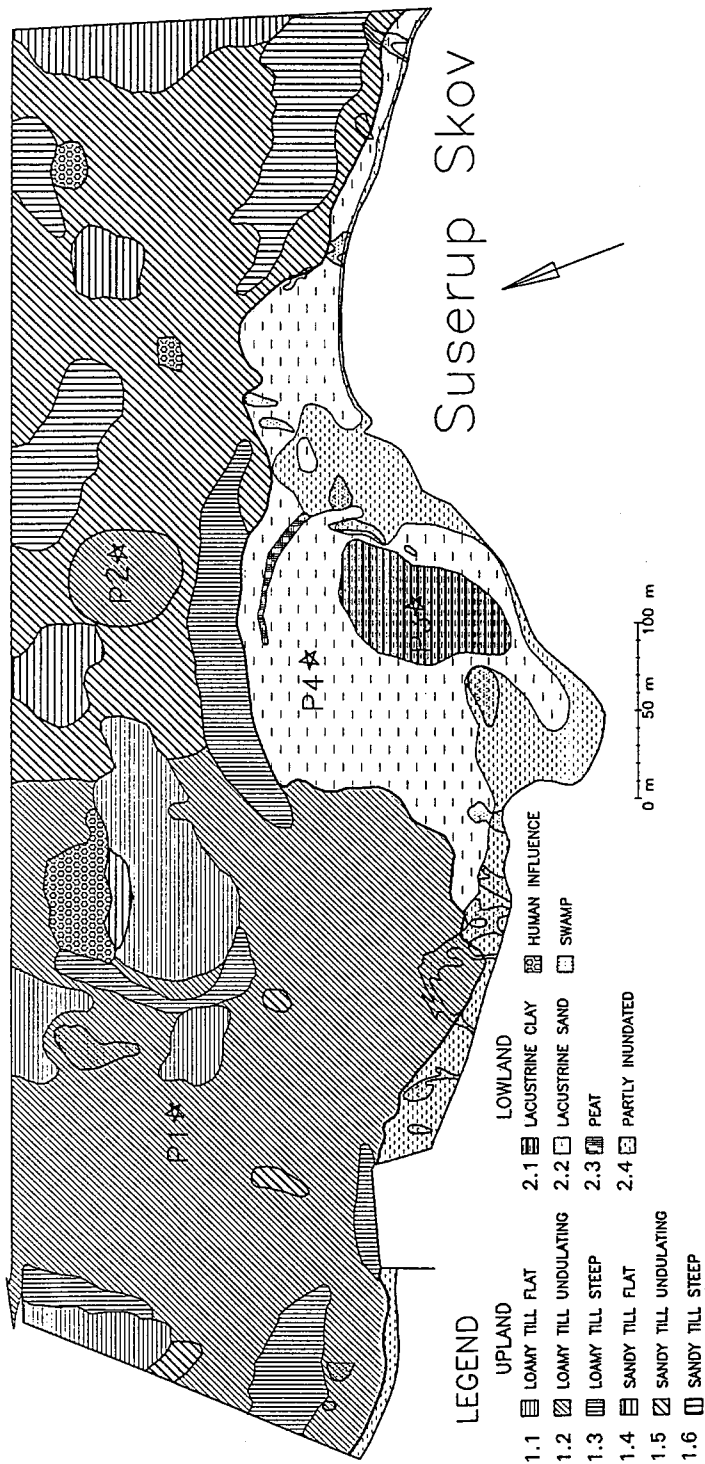 Suserup Skov
P1
P2
P3
P4
0 m 50 m 100 m
LEGEND
UPLAND
1.1 LOAMY TILL FLAT
1.2 LOAMY TILL UNDULATING
1.3 LOAMY TILL STEEP
1.4 SANDY TILL FLAT
1.5 SANDY TILL UNDULATING
1.6 SANDY TILL STEEP
LOWLAND
2.1 LACUSTRINE CLAY
2.2 LACUSTRINE SAND
2.3 PEAT
2.4 PARTLY INUNDATED
HUMAN INFLUENCE
SWAMP